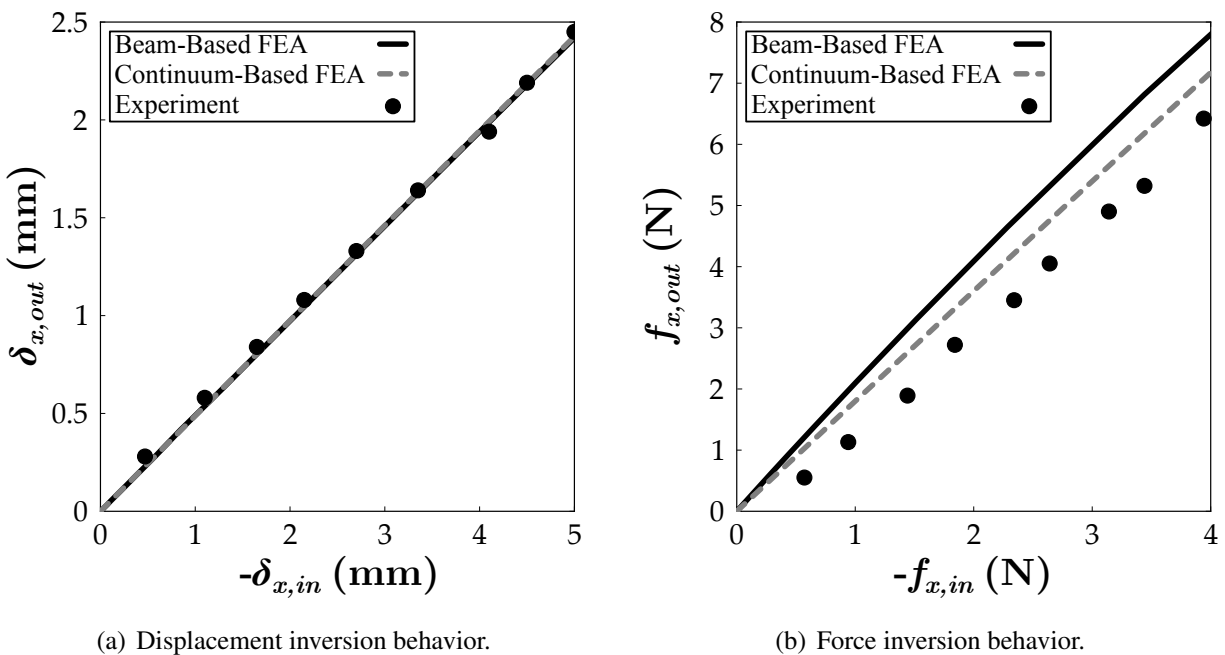 Beam-Based FEA
Continuum-Based FEA
Experiment
2.5
2
1.5
1
0.5
0
δx,out (mm)
0 1 2 3 4 5
-δx,in (mm)
(a) Displacement inversion behavior.
Beam-Based FEA
Continuum-Based FEA
Experiment
8
7
6
5
4
3
2
1
0
fx,out (N)
0 1 2 3 4
-fx,in (N)
(b) Force inversion behavior.